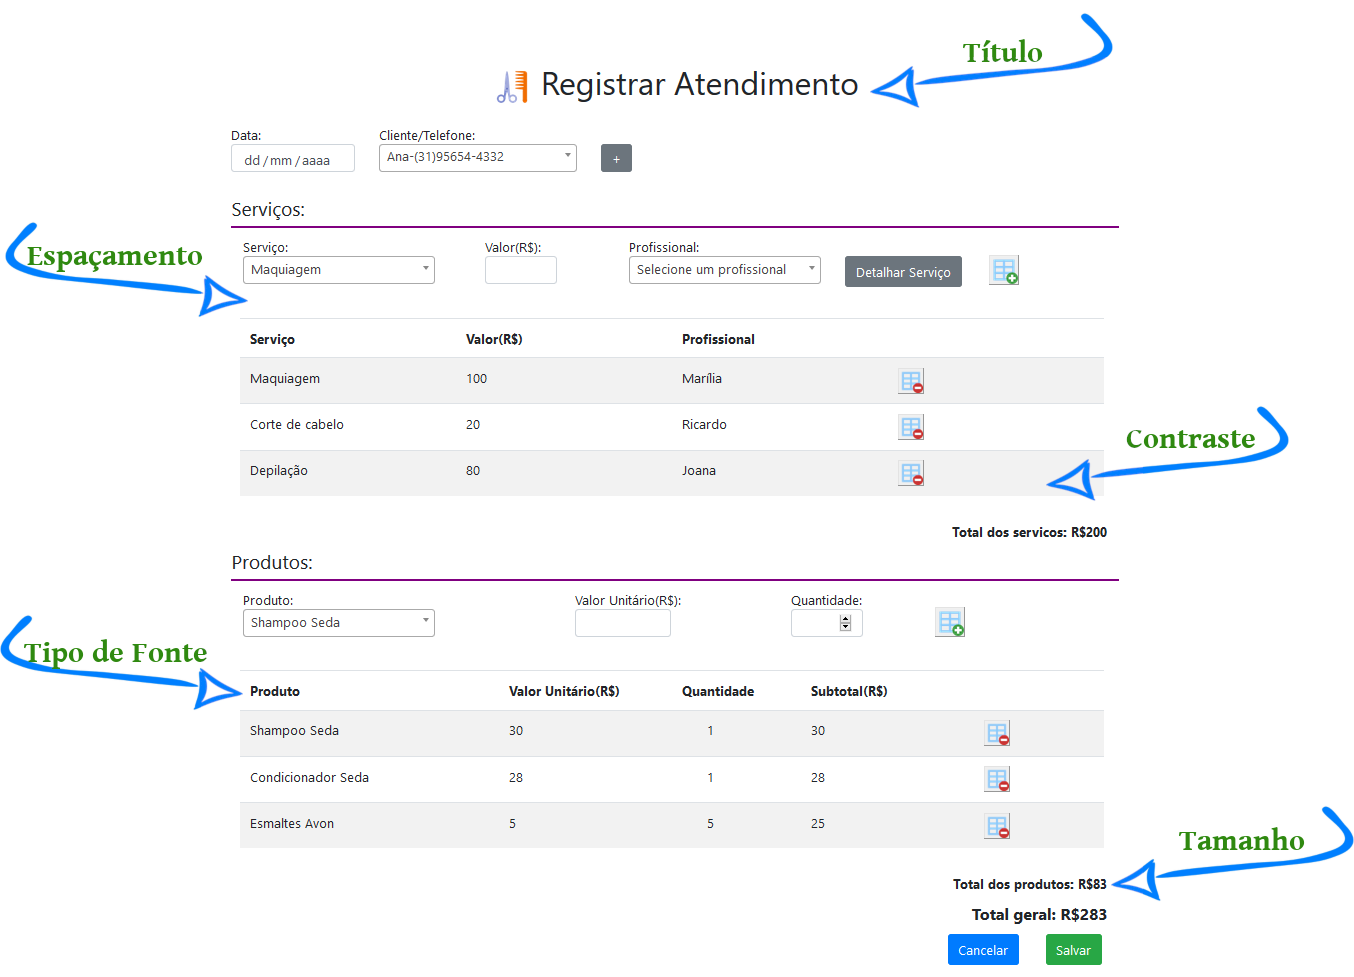 Título
Registrar Atendimento
Data: Cliente/Telefone:
dd/mm/aaaa Ana-(31)95654-4332 +
Serviços:
Espaçamento
Serviço: Valor(R$): Profissional:
Maquiagem Selecione um profissional Detalhar Serviço
Serviço Valor(R$) Profissional
Maquiagem 100 Marília
Corte de cabelo 20 Ricardo
Contraste
Depilação 80 Joana
Total dos servicos: R$200
Produtos:
Produto: Valor Unitário(R$): Quantidade:
Shampoo Seda
Tipo de Fonte
Produto Valor Unitário(R$) Quantidade Subtotal(R$)
Shampoo Seda 30 1 30
Condicionador Seda 28 1 28
Esmaltes Avon 5 5 25
Tamanho
Total dos produtos: R$83
Total geral: R$283
Cancelar Salvar